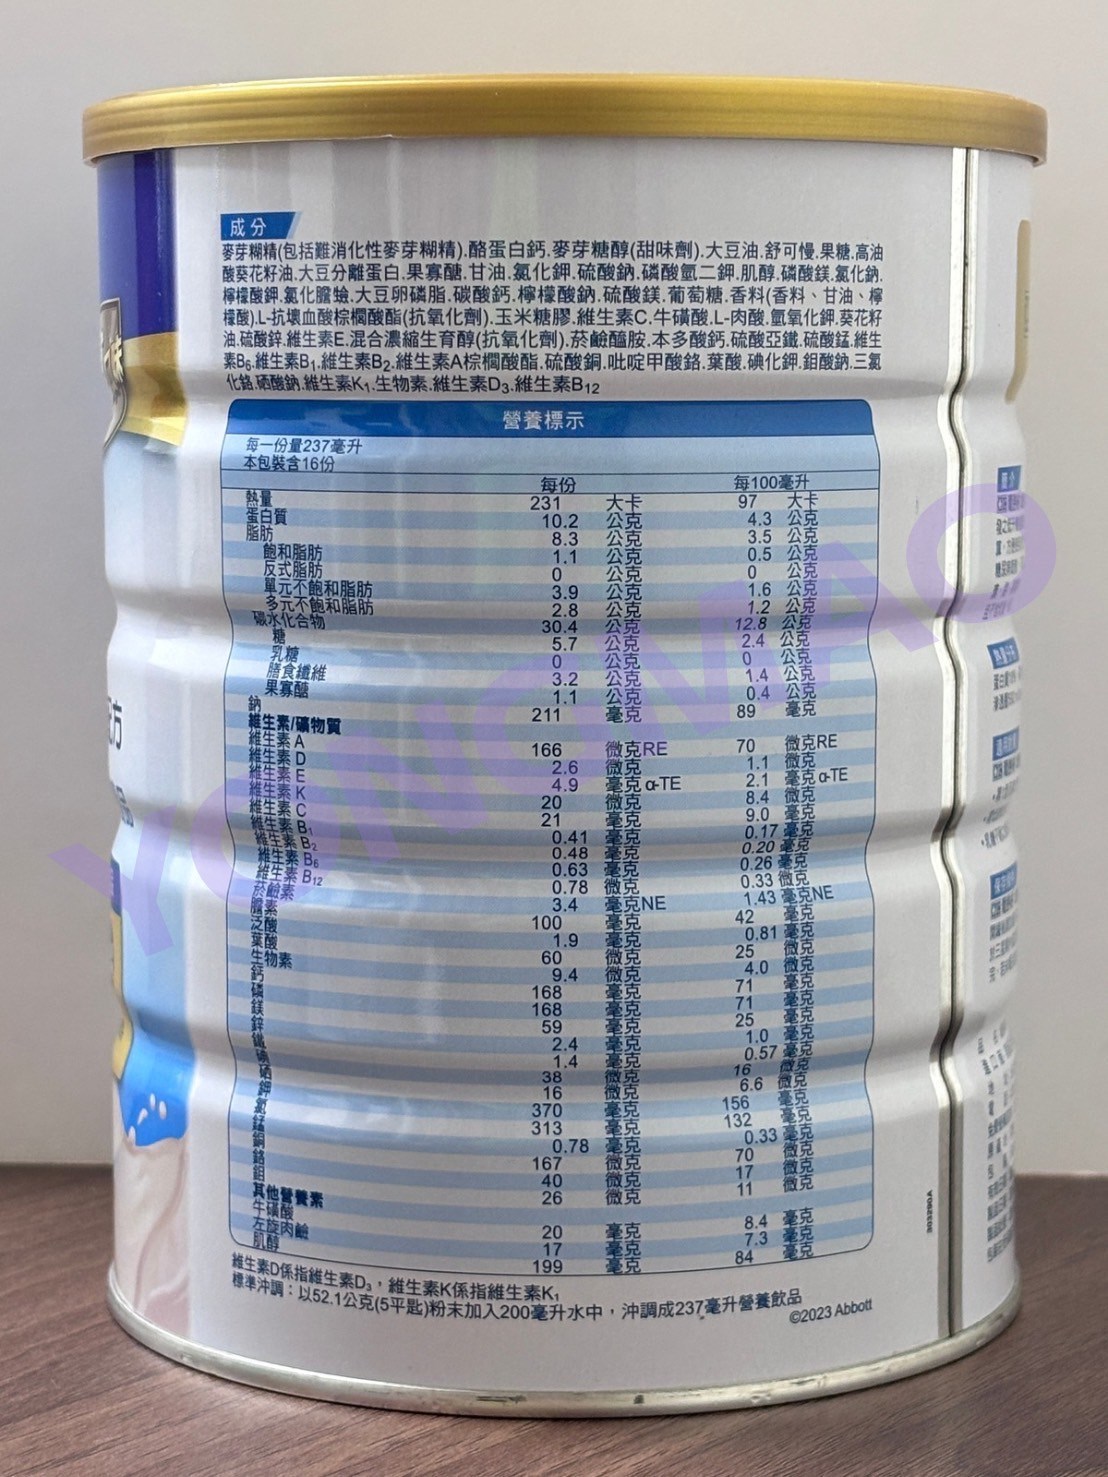 成分
麥芽糊精(包括難消化性麥芽糊精).酪蛋白鈣.麥芽糖醇(甜味劑).大豆油.舒可慢.果糖.高油
酸葵花籽油.大豆分離蛋白.果寡醣.甘油.氯化鉀.硫酸鈉.磷酸氫二鉀.肌醇.磷酸鎂.氯化鈉.
檸檬酸鉀.氯化膽鹼.大豆卵磷脂.碳酸鈣.檸檬酸鈉.硫酸鎂.葡萄糖.香料(香料、甘油、檸
檬酸).L-抗壞血酸棕櫚酸酯(抗氧化劑).玉米糖膠.維生素C.牛磺酸.L-肉酸.氫氧化鉀.葵花籽
油.硫酸鋅.維生素E.混合濃縮生育醇(抗氧化劑).菸鹼醯胺.本多酸鈣.硫酸亞鐵.硫酸錳.維生
素B6.維生素B1.維生素B2.維生素A棕櫚酸酯.硫酸銅.吡啶甲酸鉻.葉酸.碘化鉀.鉬酸鈉.三氯
化鉻.硒酸鈉.維生素K1.生物素.維生素D3.維生素B12
營養標示
每一份量237毫升
本包裝含16份
每份 每100毫升
熱量 231 大卡 97 大卡
蛋白質 10.2 公克 4.3 公克
脂肪 8.3 公克 3.5 公克
飽和脂肪 1.1 公克 0.5 公克
反式脂肪 0 公克 0 公克
單元不飽和脂肪 3.9 公克 1.6 公克
多元不飽和脂肪 2.8 公克 1.2 公克
碳水化合物 30.4 公克 12.8 公克
糖 5.7 公克 2.4 公克
乳糖 0 公克 0 公克
膳食纖維 3.2 公克 1.4 公克
果寡醣 1.1 公克 0.4 公克
鈉 211 毫克 89 毫克
維生素/礦物質
維生素A 166 微克RE 70 微克RE
維生素D 2.6 微克 1.1 微克
維生素E 4.9 毫克α-TE 2.1 毫克α-TE
維生素K 20 微克 8.4 微克
維生素C 21 毫克 9.0 毫克
維生素B1 0.41 毫克 0.17 毫克
維生素B2 0.48 毫克 0.20 毫克
維生素B6 0.63 毫克 0.26 毫克
維生素B12 0.78 微克 0.33 微克
菸鹼素 3.4 毫克NE 1.43 毫克NE
膽素 100 毫克 42 毫克
泛酸 1.9 毫克 0.81 毫克
葉酸 60 微克 25 微克
生物素 9.4 微克 4.0 微克
鈣 168 毫克 71 毫克
磷 168 毫克 71 毫克
鎂 59 毫克 25 毫克
鋅 2.4 毫克 1.0 毫克
鐵 1.4 毫克 0.57 毫克
碘 38 微克 16 微克
硒 16 微克 6.6 微克
鉀 370 毫克 156 毫克
氯 313 毫克 132 毫克
錳 0.78 毫克 0.33 毫克
銅 167 微克 70 微克
鉻 40 微克 17 微克
鉬 26 微克 11 微克
其他營養素
牛磺酸 20 毫克 8.4 毫克
左旋肉鹼 17 毫克 7.3 毫克
肌醇 199 毫克 84 毫克
維生素D係指維生素D3，維生素K係指維生素K1
標準沖調：以52.1公克(5平匙)粉末加入200毫升水中，沖調成237毫升營養飲品
©2023 Abbott
YONGMAO
方